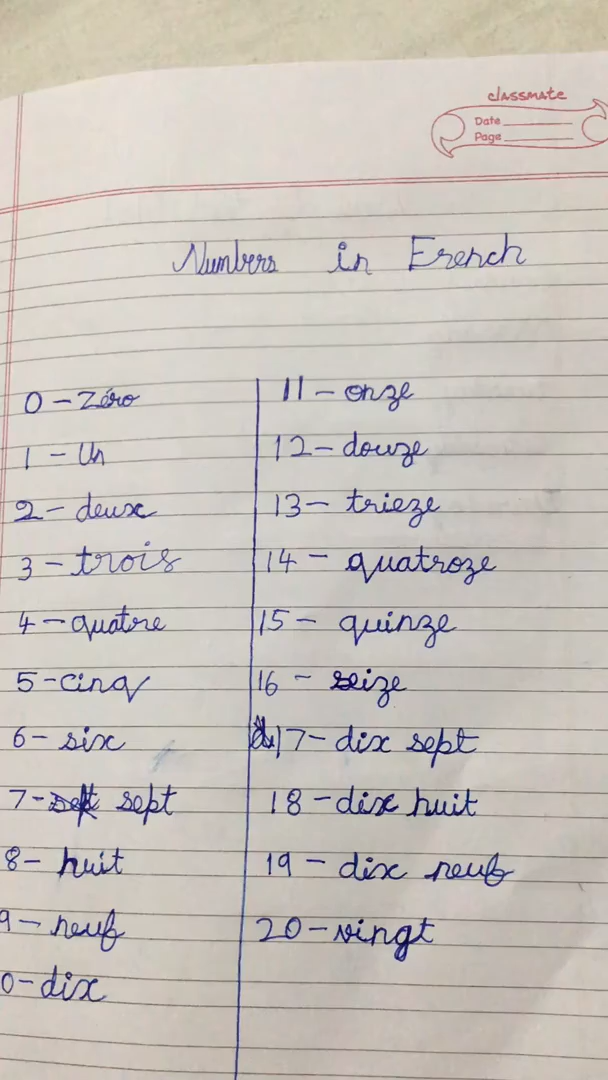 classmate
Date
Page
Numbers in French
0 - Zéro
1 - Un
2 - deux
3 - trois
4 - quatre
5 - cinq
6 - six
7 - sept
8 - huit
9 - neuf
0 - dix
11 - onze
12 - douze
13 - trieze
14 - quatroze
15 - quinze
16 - seize
17 - dix sept
18 - dix huit
19 - dix neuf
20 - vingt